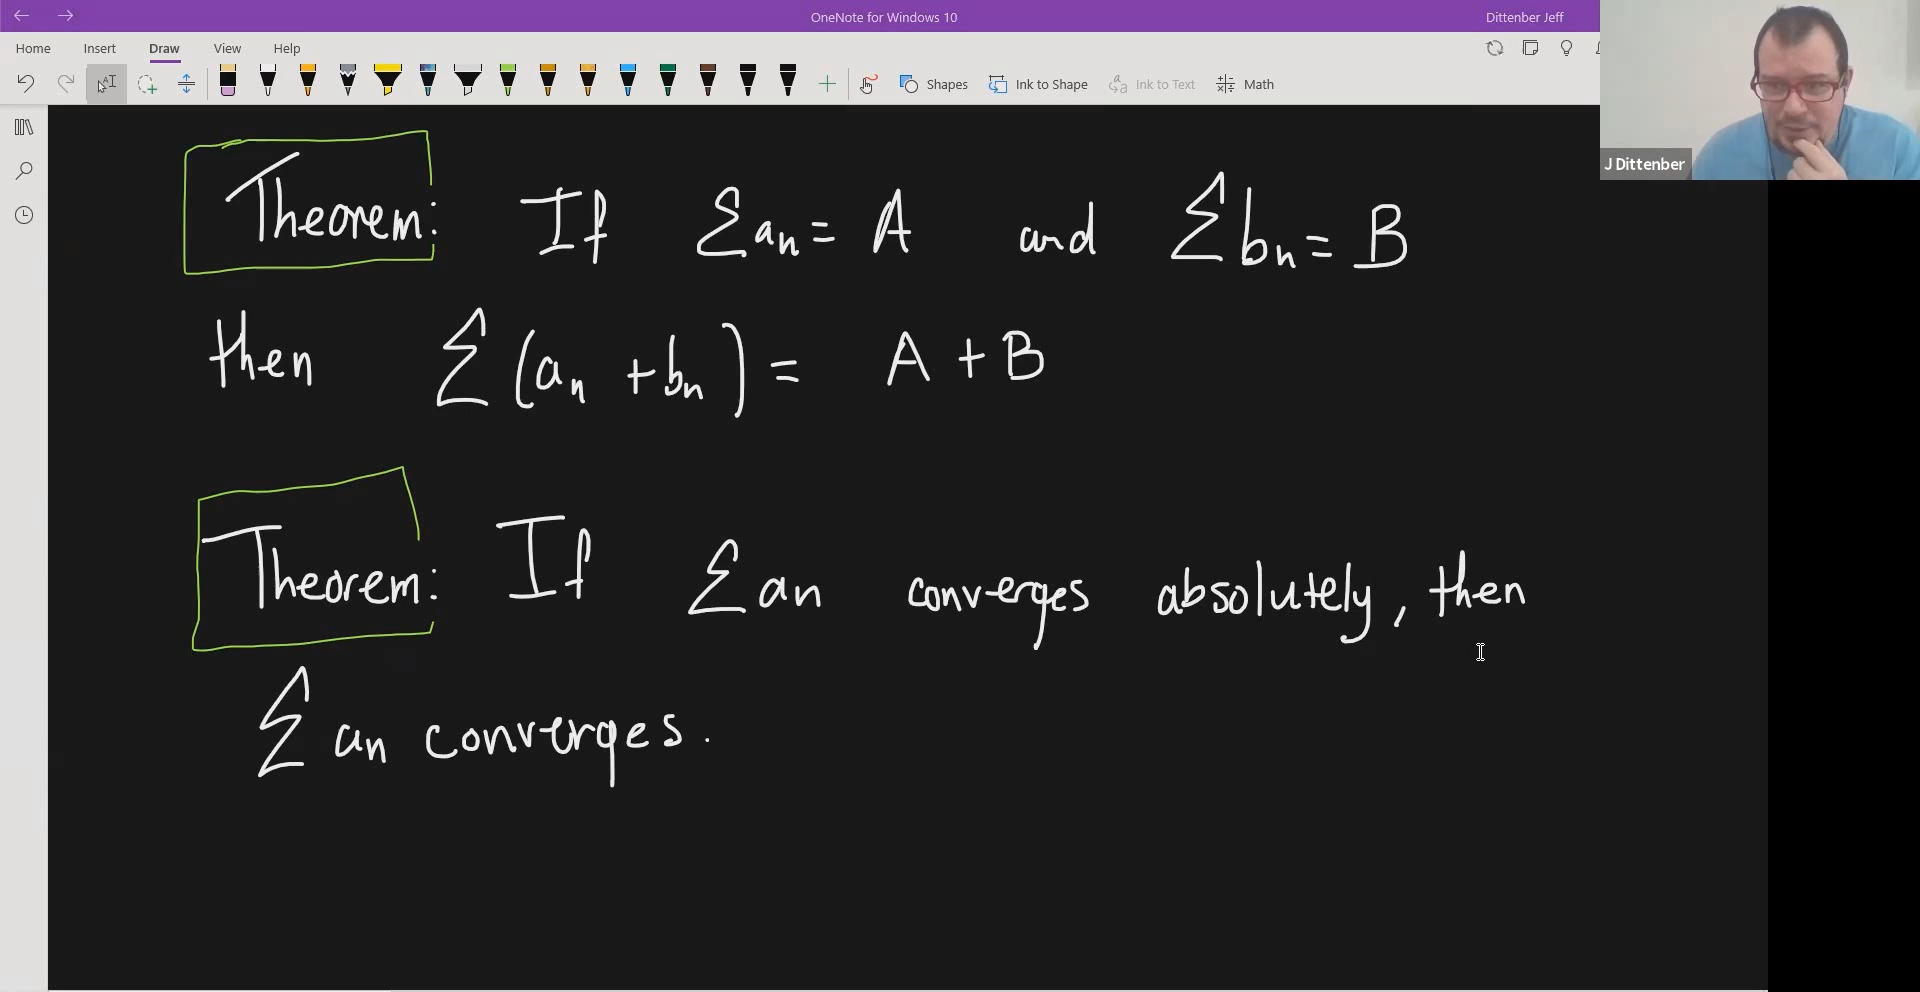 OneNote for Windows 10
Dittenber Jeff
Home Insert Draw View Help
Shapes Ink to Shape Ink to Text Math
J Dittenber
Theorem: If Σan = A and Σbn = B
then Σ(an + bn) = A + B
Theorem: If Σan converges absolutely, then
Σan converges.